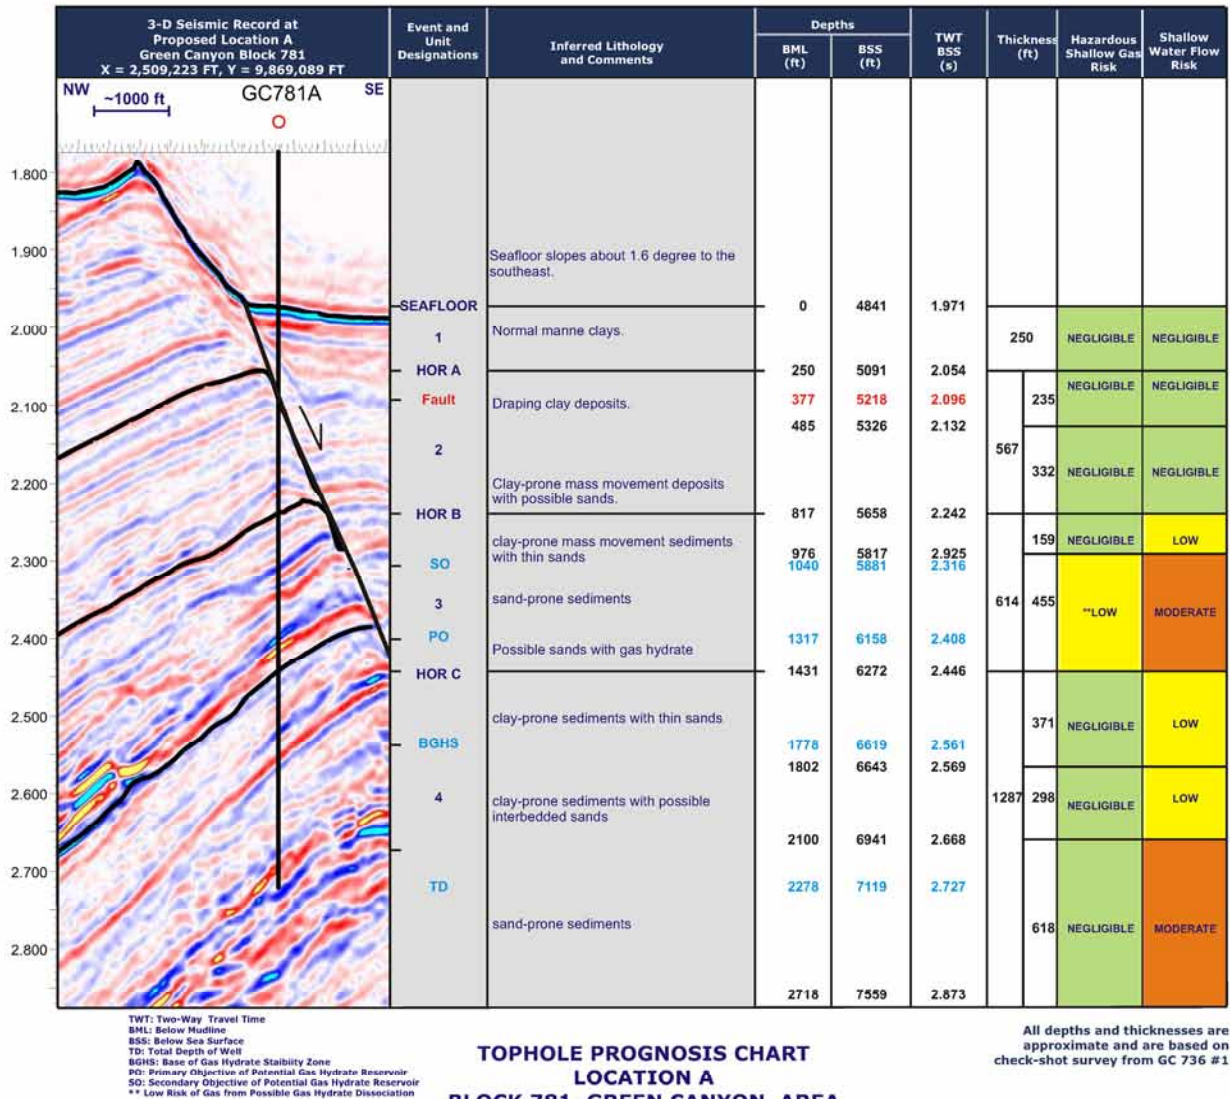 3-D Seismic Record at
Proposed Location A
Green Canyon Block 781
X = 2,509,223 FT, Y = 9,869,089 FT
Event and
Unit
Designations
Inferred Lithology
and Comments
Depths
BML
(ft)
BSS
(ft)
TWT
BSS
(s)
Thickness
(ft)
Hazardous
Shallow Gas
Risk
Shallow
Water Flow
Risk
NW
~1000 ft
GC781A
SE
1.800
1.900
2.000
2.100
2.200
2.300
2.400
2.500
2.600
2.700
2.800
Seafloor slopes about 1.6 degree to the
southeast.
SEAFLOOR 0 4841 1.971
1 Normal manne clays. 250 NEGLIGIBLE NEGLIGIBLE
HOR A 250 5091 2.054
NEGLIGIBLE NEGLIGIBLE
Fault Draping clay deposits. 377 5218 2.096 235
485 5326 2.132
2 567
332 NEGLIGIBLE NEGLIGIBLE
Clay-prone mass movement deposits
with possible sands.
HOR B 817 5658 2.242
clay-prone mass movement sediments
with thin sands
159 NEGLIGIBLE LOW
976 5817 2.925
SO 1040 5881 2.316
3 sand-prone sediments 614 455 **LOW MODERATE
PO 1317 6158 2.408
Possible sands with gas hydrate
HOR C 1431 6272 2.446
clay-prone sediments with thin sands 371 NEGLIGIBLE LOW
BGHS 1778 6619 2.561
1802 6643 2.569
4 clay-prone sediments with possible
interbedded sands
1287 298 NEGLIGIBLE LOW
2100 6941 2.668
TD 2278 7119 2.727
sand-prone sediments 618 NEGLIGIBLE MODERATE
2718 7559 2.873
TWT: Two-Way Travel Time
BML: Below Mudline
BSS: Below Sea Surface
TD: Total Depth of Well
BGHS: Base of Gas Hydrate Staibiity Zone
PO: Primary Objective of Potential Gas Hydrate Reservoir
SO: Secondary Objective of Potential Gas Hydrate Reservoir
** Low Risk of Gas from Possible Gas Hydrate Dissociation
TOPHOLE PROGNOSIS CHART
LOCATION A
BLOCK 781, GREEN CANYON AREA
All depths and thicknesses are
approximate and are based on
check-shot survey from GC 736 #1